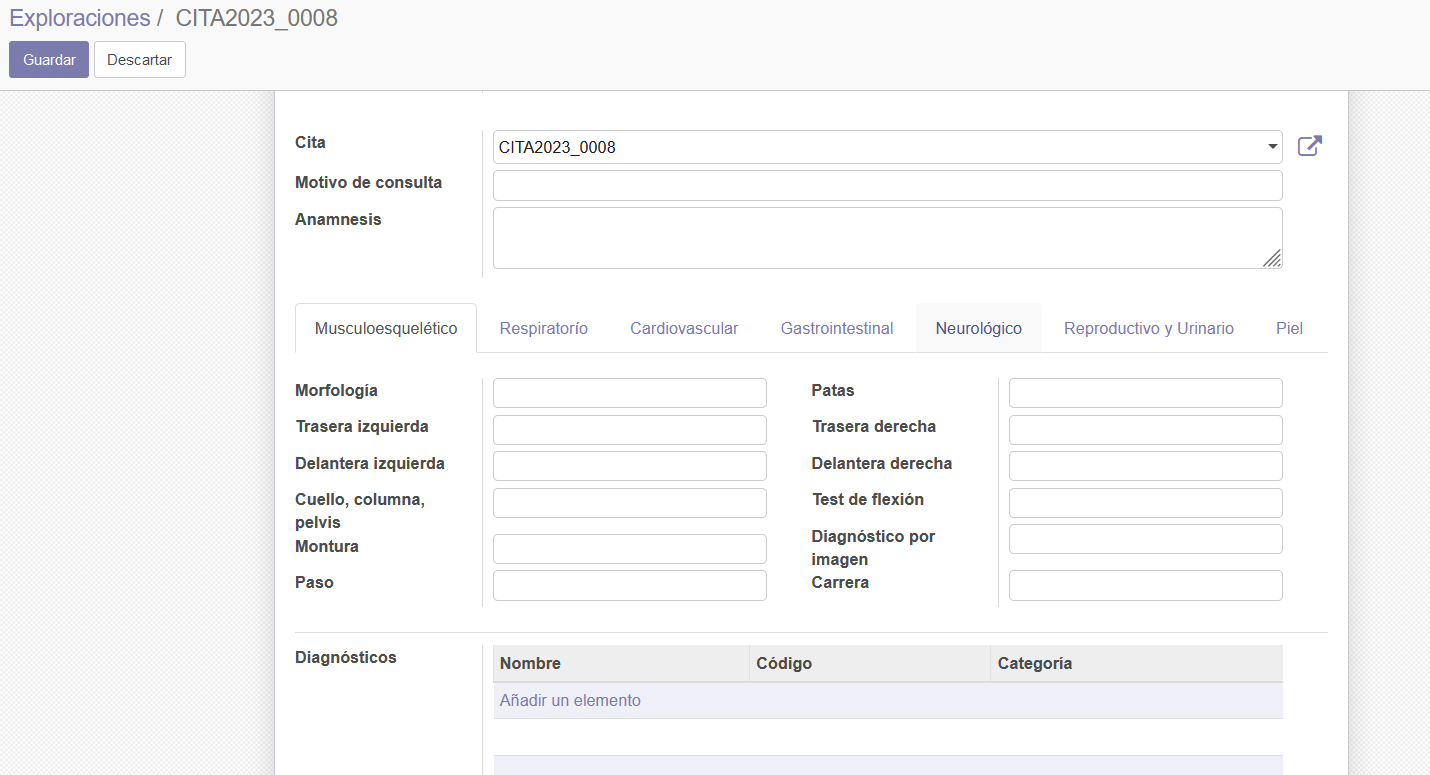 Exploraciones / CITA2023_0008
Guardar Descartar
Cita CITA2023_0008
Motivo de consulta
Anamnesis
Musculoesquelético Respiratorío Cardiovascular Gastrointestinal Neurológico Reproductivo y Urinario Piel
Morfología Patas
Trasera izquierda Trasera derecha
Delantera izquierda Delantera derecha
Cuello, columna, Test de flexión
pelvis
Montura Diagnóstico por
imagen
Paso Carrera
Diagnósticos Nombre Código Categoría
Añadir un elemento